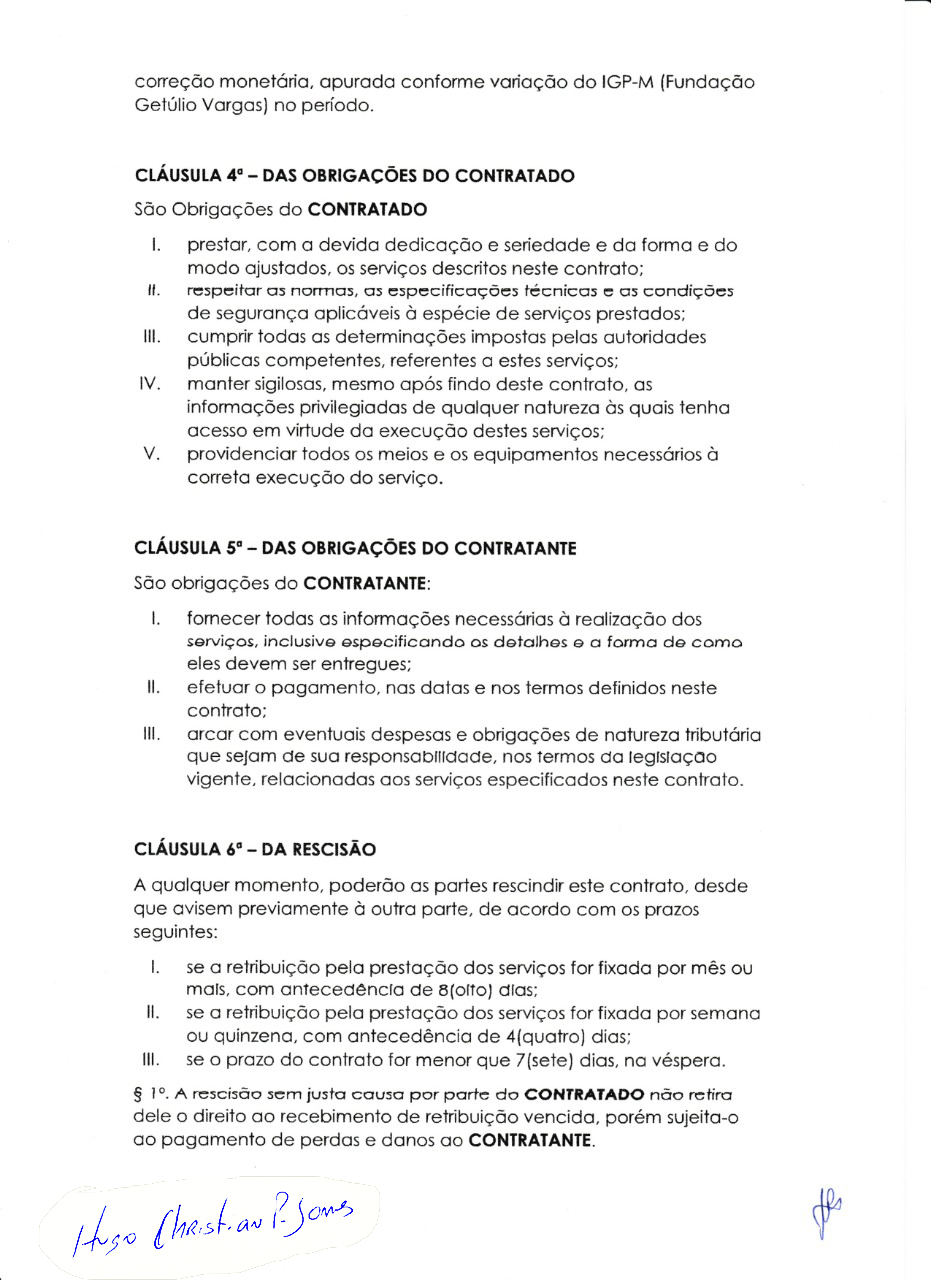 correção monetária, apurada conforme variação do IGP-M (Fundação
Getúlio Vargas) no período.
CLÁUSULA 4ª – DAS OBRIGAÇÕES DO CONTRATADO
São Obrigações do CONTRATADO
I. prestar, com a devida dedicação e seriedade e da forma e do
modo ajustados, os serviços descritos neste contrato;
II. respeitar as normas, as especificações técnicas e as condições
de segurança aplicáveis à espécie de serviços prestados;
III. cumprir todas as determinações impostas pelas autoridades
públicas competentes, referentes a estes serviços;
IV. manter sigilosas, mesmo após findo deste contrato, as
informações privilegiadas de qualquer natureza às quais tenha
acesso em virtude da execução destes serviços;
V. providenciar todos os meios e os equipamentos necessários à
correta execução do serviço.
CLÁUSULA 5ª – DAS OBRIGAÇÕES DO CONTRATANTE
São obrigações do CONTRATANTE:
I. fornecer todas as informações necessárias à realização dos
serviços, inclusive especificando os detalhes e a forma de como
eles devem ser entregues;
II. efetuar o pagamento, nas datas e nos termos definidos neste
contrato;
III. arcar com eventuais despesas e obrigações de natureza tributária
que sejam de sua responsabilidade, nos termos da legislação
vigente, relacionadas aos serviços especificados neste contrato.
CLÁUSULA 6ª – DA RESCISÃO
A qualquer momento, poderão as partes rescindir este contrato, desde
que avisem previamente à outra parte, de acordo com os prazos
seguintes:
I. se a retribuição pela prestação dos serviços for fixada por mês ou
mais, com antecedência de 8(oito) dias;
II. se a retribuição pela prestação dos serviços for fixada por semana
ou quinzena, com antecedência de 4(quatro) dias;
III. se o prazo do contrato for menor que 7(sete) dias, na véspera.
§ 1º. A rescisão sem justa causa por parte do CONTRATADO não retira
dele o direito ao recebimento de retribuição vencida, porém sujeita-o
ao pagamento de perdas e danos ao CONTRATANTE.
Hugo Christian P.